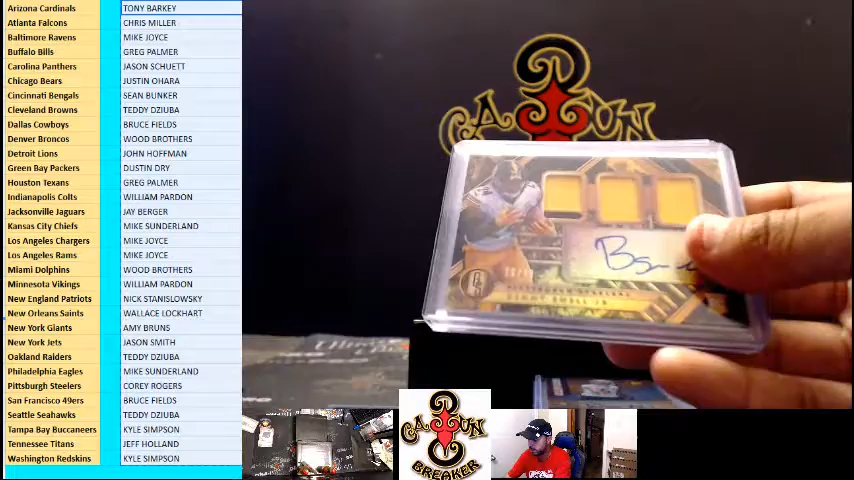 Arizona Cardinals TONY BARKEY
Atlanta Falcons CHRIS MILLER
Baltimore Ravens MIKE JOYCE
Buffalo Bills GREG PALMER
Carolina Panthers JASON SCHUETT
Chicago Bears JUSTIN OHARA
Cincinnati Bengals SEAN BUNKER
Cleveland Browns TEDDY DZIUBA
Dallas Cowboys BRUCE FIELDS
Denver Broncos WOOD BROTHERS
Detroit Lions JOHN HOFFMAN
Green Bay Packers DUSTIN DRY
Houston Texans GREG PALMER
Indianapolis Colts WILLIAM PARDON
Jacksonville Jaguars JAY BERGER
Kansas City Chiefs MIKE SUNDERLAND
Los Angeles Chargers MIKE JOYCE
Los Angeles Rams MIKE JOYCE
Miami Dolphins WOOD BROTHERS
Minnesota Vikings WILLIAM PARDON
New England Patriots NICK STANISLOWSKY
New Orleans Saints WALLACE LOCKHART
New York Giants AMY BRUNS
New York Jets JASON SMITH
Oakland Raiders TEDDY DZIUBA
Philadelphia Eagles MIKE SUNDERLAND
Pittsburgh Steelers COREY ROGERS
San Francisco 49ers BRUCE FIELDS
Seattle Seahawks TEDDY DZIUBA
Tampa Bay Buccaneers KYLE SIMPSON
Tennessee Titans JEFF HOLLAND
Washington Redskins KYLE SIMPSON
CAJUN
PITTSBURGH STEELERS
BENNY SNELL JR.
CAJUN
BREAKER